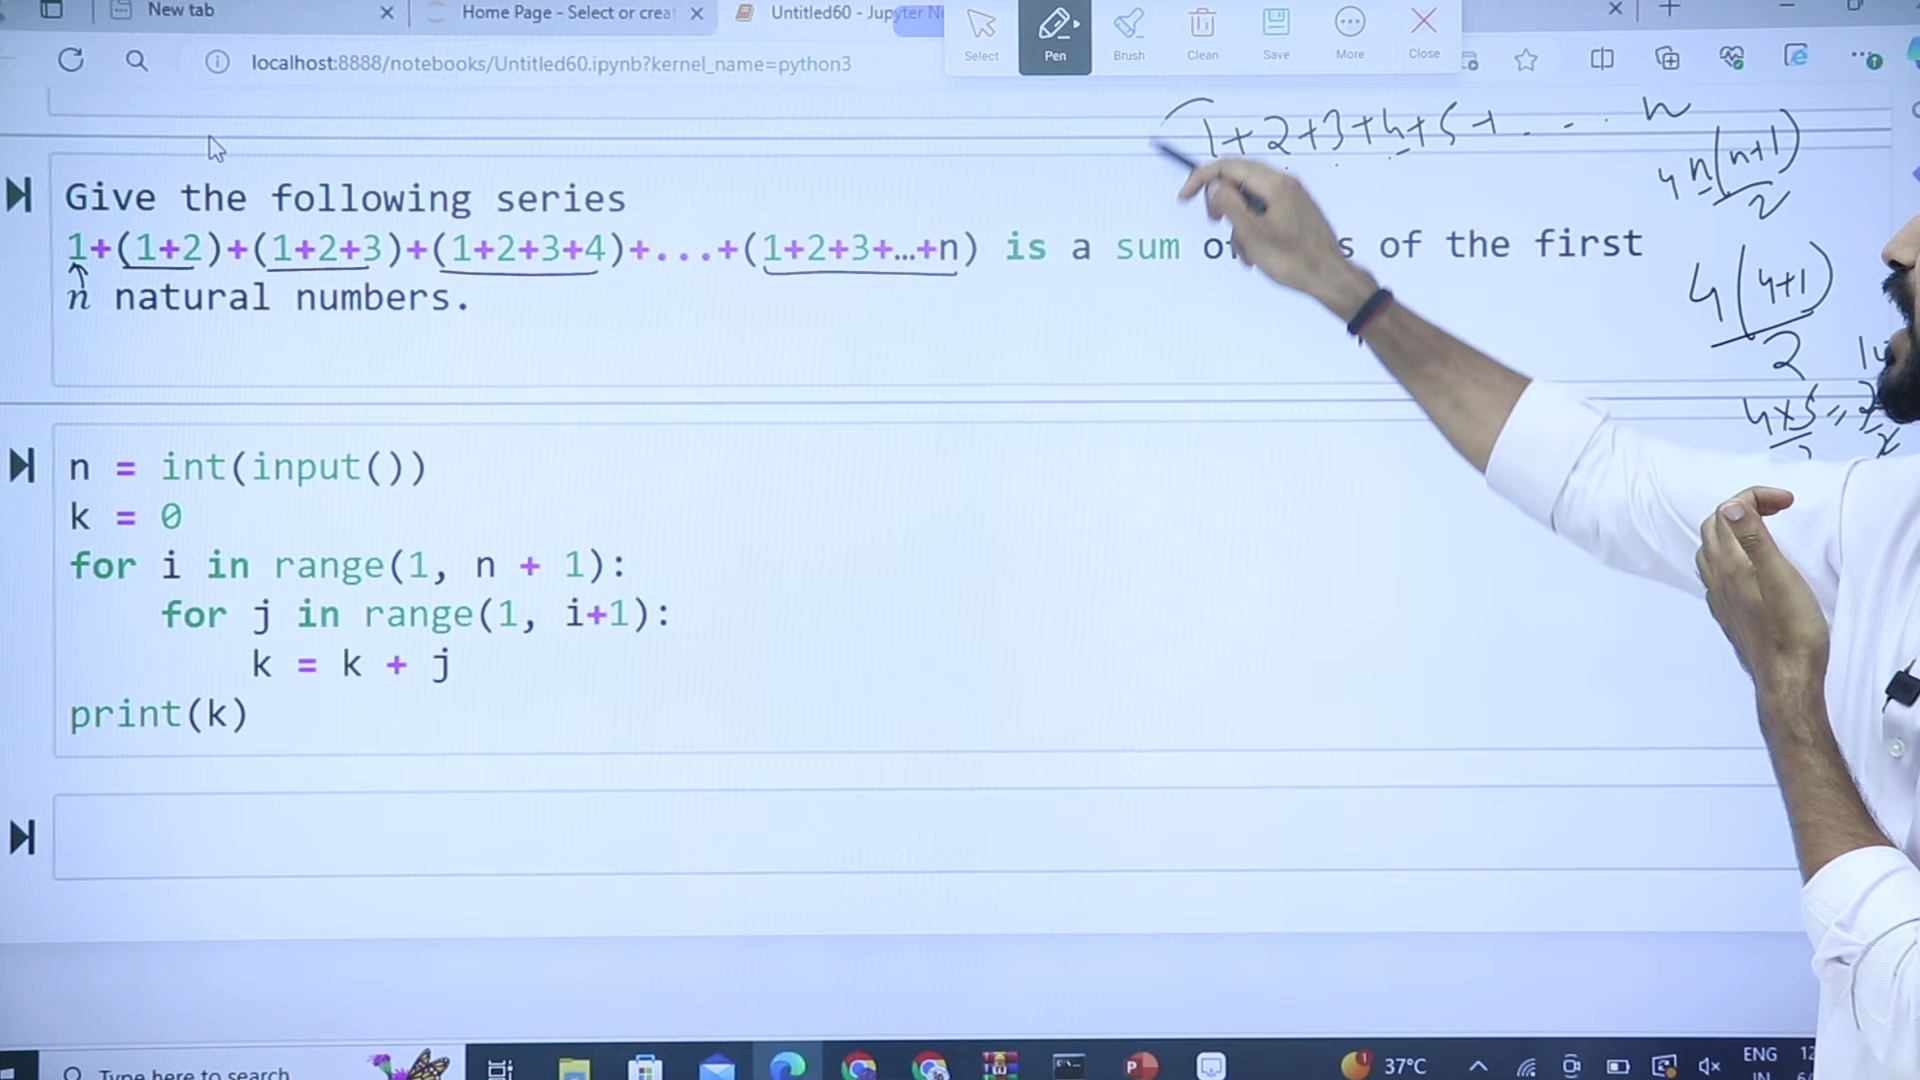 New tab
Home Page - Select or crea
Untitled60 - Jupyter N
Select
Pen
Brush
Clean
Save
More
Close
localhost:8888/notebooks/Untitled60.ipynb?kernel_name=python3
1+2+3+4+5+ . - . n
4 n(n+1)
2
Give the following series
1+(1+2)+(1+2+3)+(1+2+3+4)+...+(1+2+3+…+n) is a sum of the first
n natural numbers.
4(4+1)
2
4x5 =
n = int(input())
k = 0
for i in range(1, n + 1):
for j in range(1, i+1):
k = k + j
print(k)
Type here to search
37°C
ENG
IN